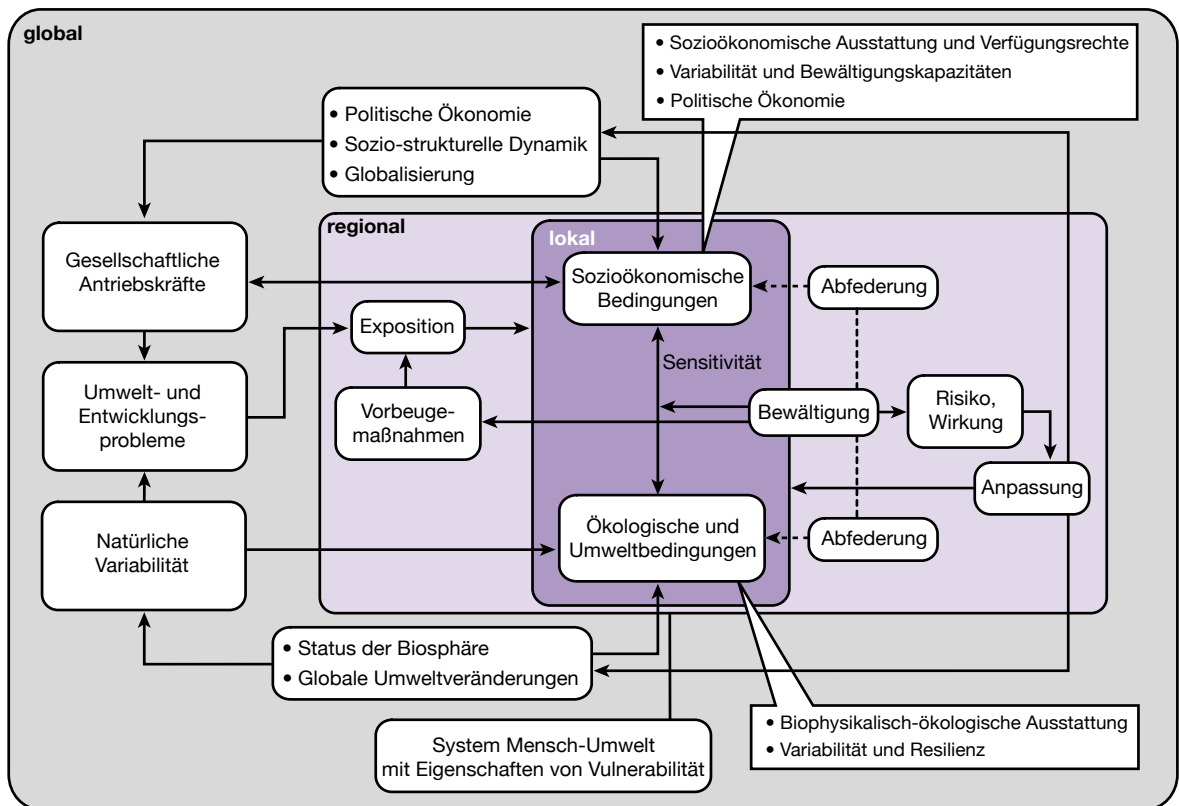 global
• Sozioökonomische Ausstattung und Verfügungsrechte
• Variabilität und Bewältigungskapazitäten
• Politische Ökonomie
• Politische Ökonomie
• Sozio-strukturelle Dynamik
• Globalisierung
regional
lokal
Gesellschaftliche
Antriebskräfte
Sozioökonomische
Bedingungen
Abfederung
Exposition
Sensitivität
Umwelt- und
Entwicklungs-
probleme
Vorbeuge-
maßnahmen
Bewältigung
Risiko,
Wirkung
Anpassung
Natürliche
Variabilität
Ökologische und
Umweltbedingungen
Abfederung
• Status der Biosphäre
• Globale Umweltveränderungen
• Biophysikalisch-ökologische Ausstattung
• Variabilität und Resilienz
System Mensch-Umwelt
mit Eigenschaften von Vulnerabilität